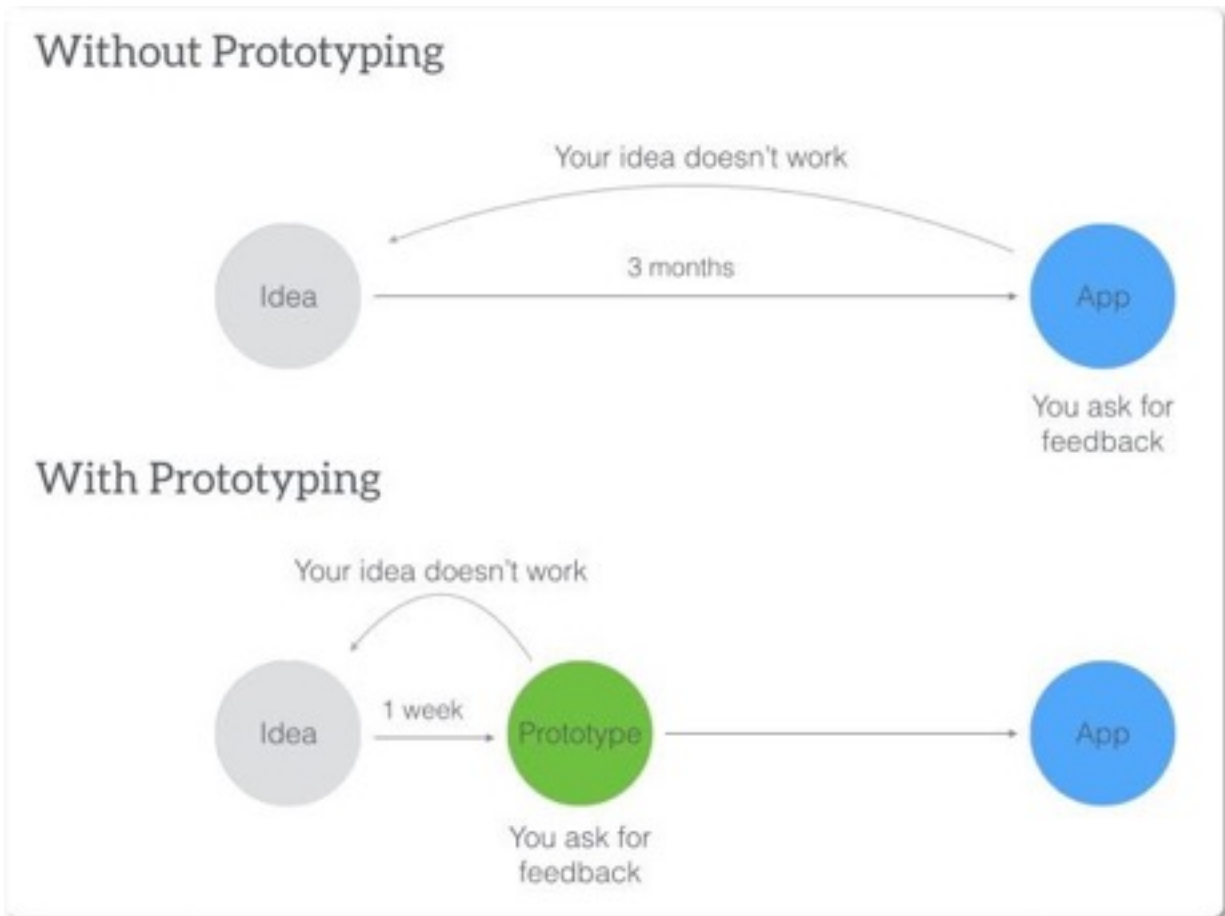 Without Prototyping
Your idea doesn't work
3 months
Idea
App
You ask for
feedback
With Prototyping
Your idea doesn't work
1 week
Idea
Prototype
App
You ask for
feedback